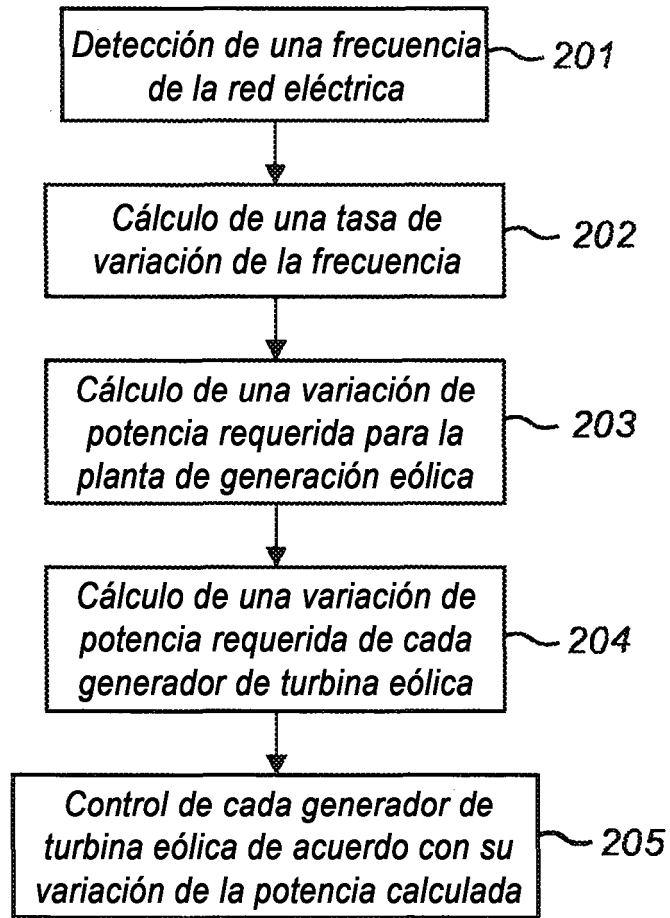 Detección de una frecuencia
de la red eléctrica
201
Cálculo de una tasa de
variación de la frecuencia
202
Cálculo de una variación de
potencia requerida para la
planta de generación eólica
203
Cálculo de una variación de
potencia requerida de cada
generador de turbina eólica
204
Control de cada generador de
turbina eólica de acuerdo con su
variación de la potencia calculada
205